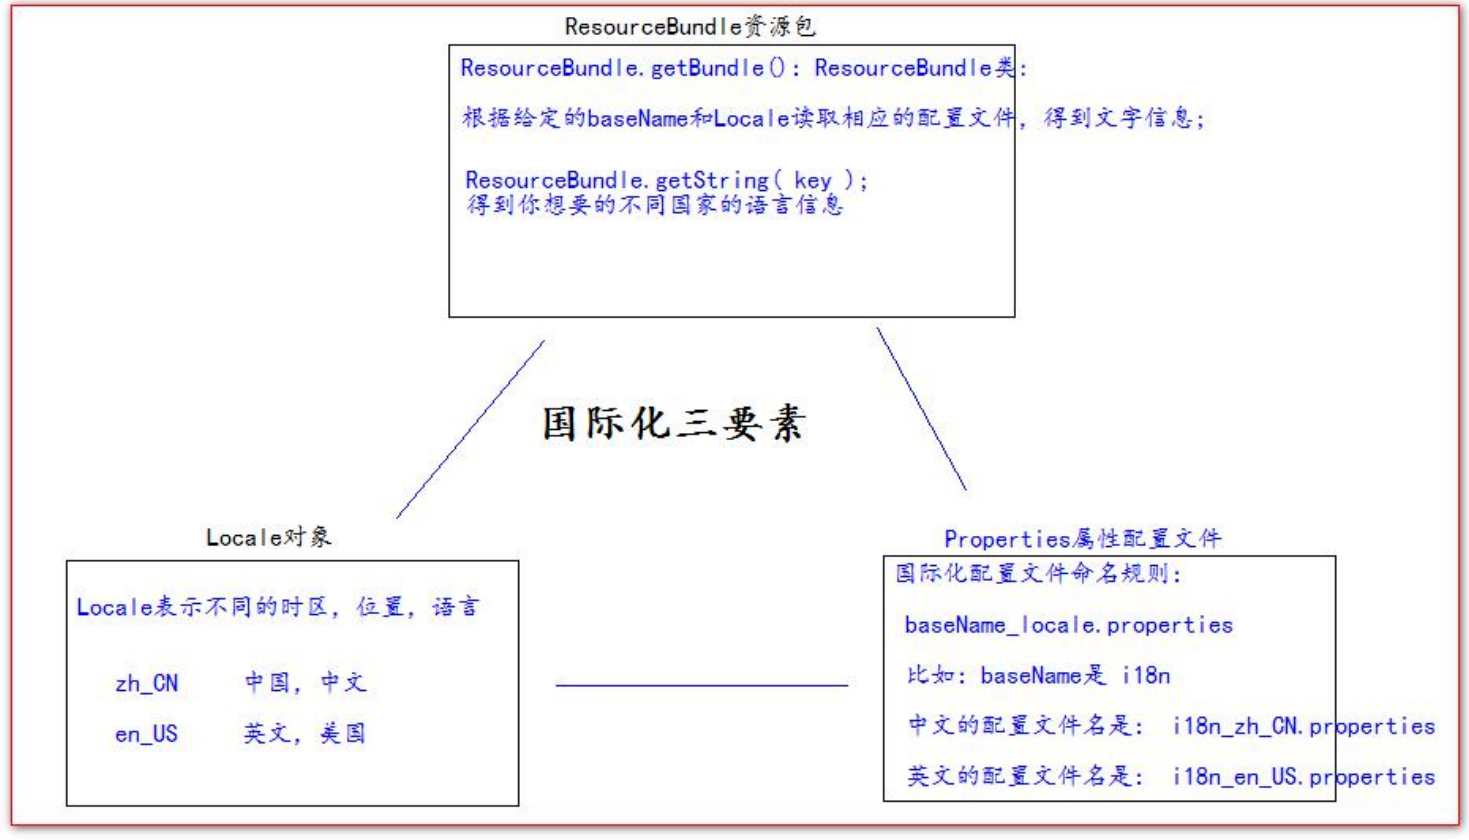 ResourceBundle资源包
ResourceBundle.getBundle(): ResourceBundle类:
根据给定的baseName和Locale读取相应的配置文件, 得到文字信息;
ResourceBundle.getString( key );
得到你想要的不同国家的语言信息
国际化三要素
Locale对象
Locale表示不同的时区, 位置, 语言
zh_CN 中国, 中文
en_US 英文, 美国
Properties属性配置文件
国际化配置文件命名规则:
baseName_locale.properties
比如: baseName是 i18n
中文的配置文件名是: i18n_zh_CN.properties
英文的配置文件名是: i18n_en_US.properties